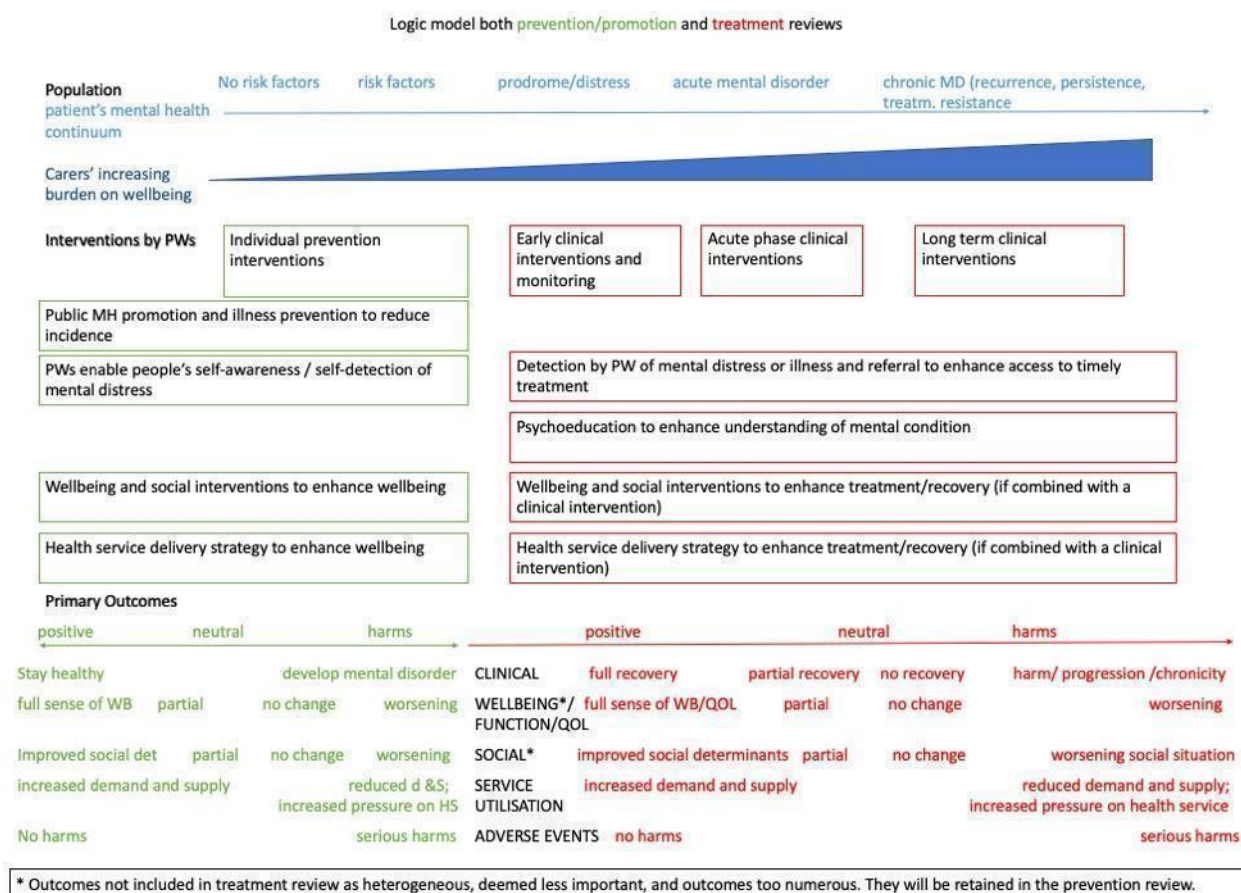 Logic model both prevention/promotion and treatment reviews
No risk factors risk factors prodrome/distress acute mental disorder chronic MD (recurrence, persistence,
treatm. resistance
Population
patient's mental health
continuum
Carers' increasing
burden on wellbeing
Interventions by PWs
Individual prevention
interventions
Early clinical
interventions and
monitoring
Acute phase clinical
interventions
Long term clinical
interventions
Public MH promotion and illness prevention to reduce
incidence
PWs enable people's self-awareness / self-detection of
mental distress
Detection by PW of mental distress or illness and referral to enhance access to timely
treatment
Psychoeducation to enhance understanding of mental condition
Wellbeing and social interventions to enhance wellbeing
Wellbeing and social interventions to enhance treatment/recovery (if combined with a
clinical intervention)
Health service delivery strategy to enhance wellbeing
Health service delivery strategy to enhance treatment/recovery (if combined with a clinical
intervention)
Primary Outcomes
positive neutral harms positive neutral harms
Stay healthy develop mental disorder CLINICAL full recovery partial recovery no recovery harm/ progression /chronicity
full sense of WB partial no change worsening WELLBEING*/ full sense of WB/QOL partial no change worsening
FUNCTION/QOL
Improved social det partial no change worsening SOCIAL* improved social determinants partial no change worsening social situation
increased demand and supply reduced d &S; SERVICE increased demand and supply reduced demand and supply;
increased pressure on HS UTILISATION increased pressure on health service
No harms serious harms ADVERSE EVENTS no harms serious harms
* Outcomes not included in treatment review as heterogeneous, deemed less important, and outcomes too numerous. They will be retained in the prevention review.